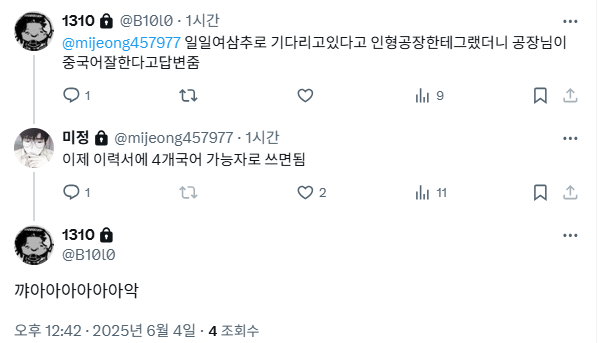 1310 @B10l0 · 1시간
@mijeong457977 일일여삼추로 기다리고있다고 인형공장한테그랬더니 공장님이
중국어잘한다고답변줌
1 9
미정 @mijeong457977 · 1시간
이제 이력서에 4개국어 가능자로 쓰면됨
1 2 11
1310
@B10l0
꺄아아아아아아악
오후 12:42 · 2025년 6월 4일 · 4 조회수